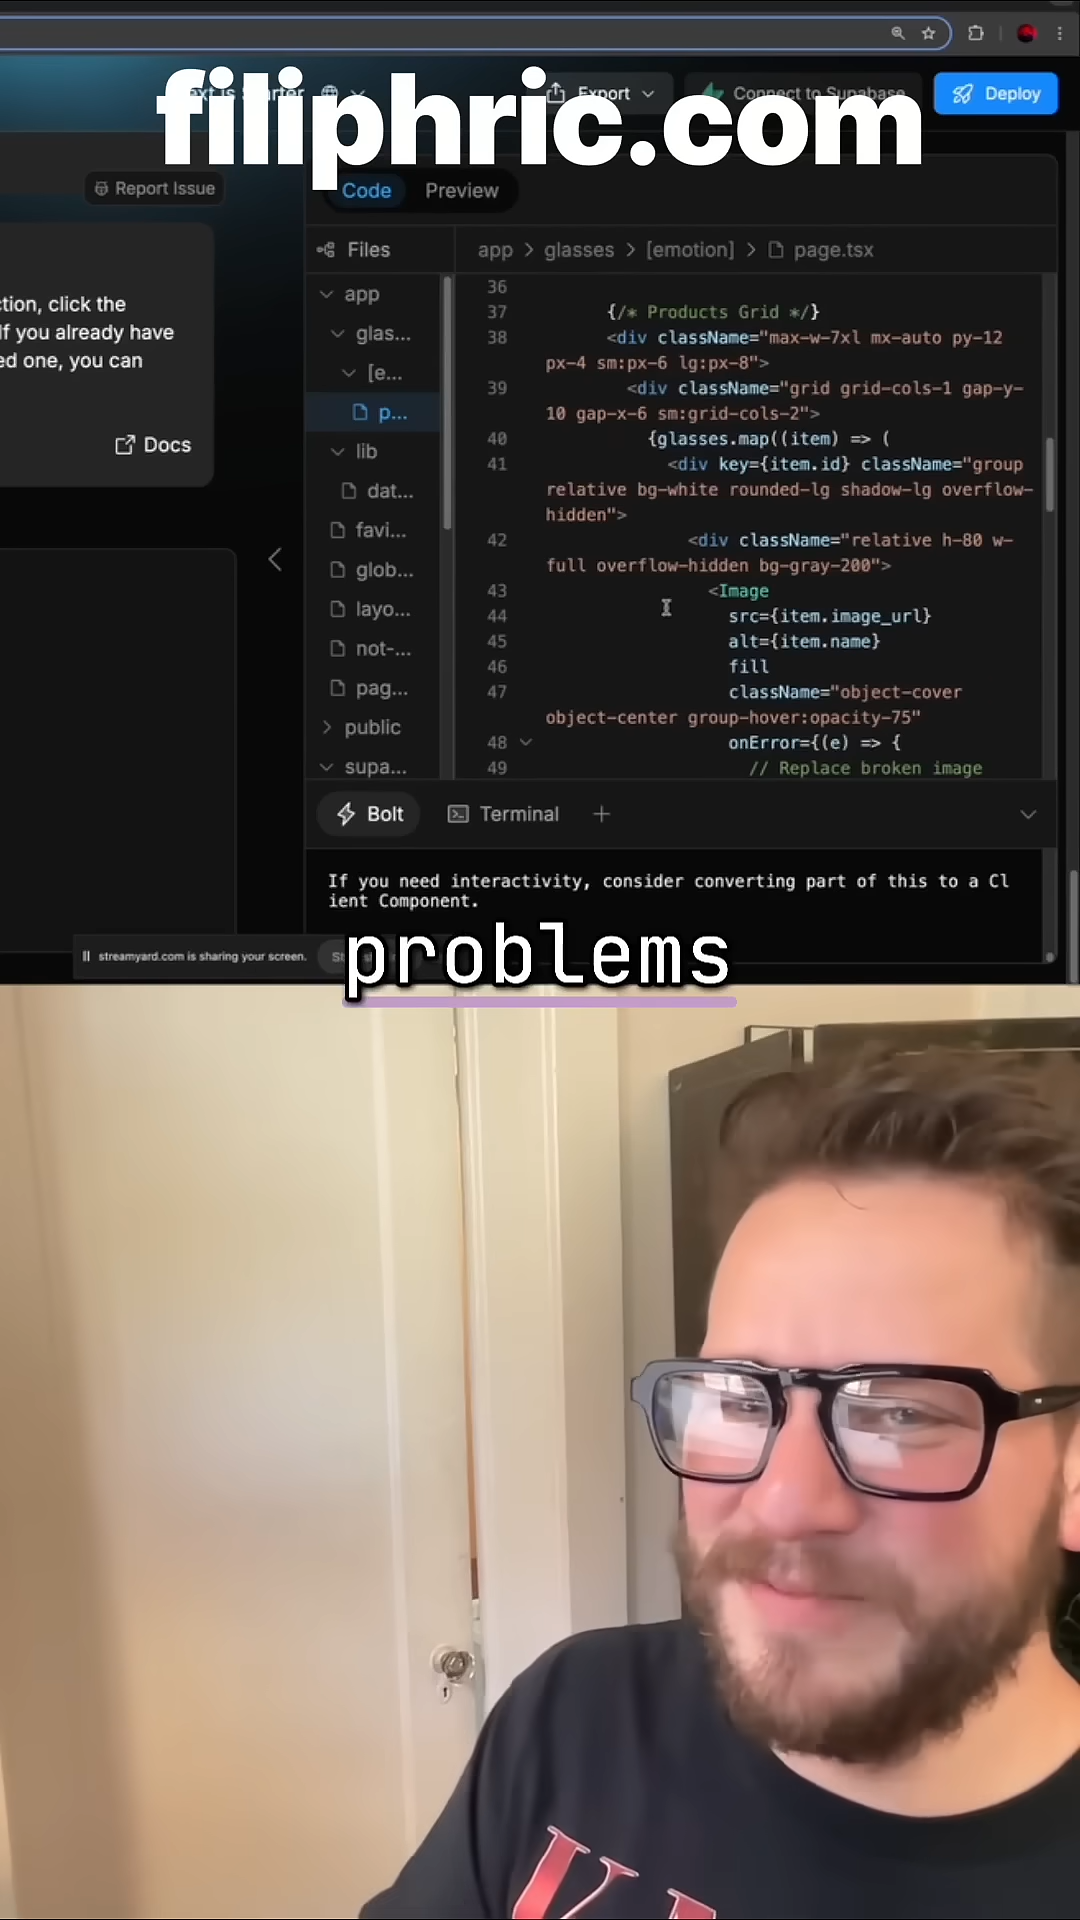 filiphric.com
Export
Connect to Supabase
Deploy
Report Issue
Code
Preview
ction, click the
If you already have
ed one, you can
Docs
Files
app > glasses > [emotion] > page.tsx
app
glas...
[e...
p...
lib
dat...
favi...
glob...
layo...
not-...
pag...
public
supa...
36
37 {/* Products Grid */}
38 <div className="max-w-7xl mx-auto py-12
px-4 sm:px-6 lg:px-8">
39 <div className="grid grid-cols-1 gap-y-
10 gap-x-6 sm:grid-cols-2">
40 {glasses.map((item) => (
41 <div key={item.id} className="group
relative bg-white rounded-lg shadow-lg overflow-
hidden">
42 <div className="relative h-80 w-
full overflow-hidden bg-gray-200">
43 <Image
44 src={item.image_url}
45 alt={item.name}
46 fill
47 className="object-cover
object-center group-hover:opacity-75"
48 onError={(e) => {
49 // Replace broken image
Bolt
Terminal
If you need interactivity, consider converting part of this to a Cl
ient Component.
streamyard.com is sharing your screen.
problems